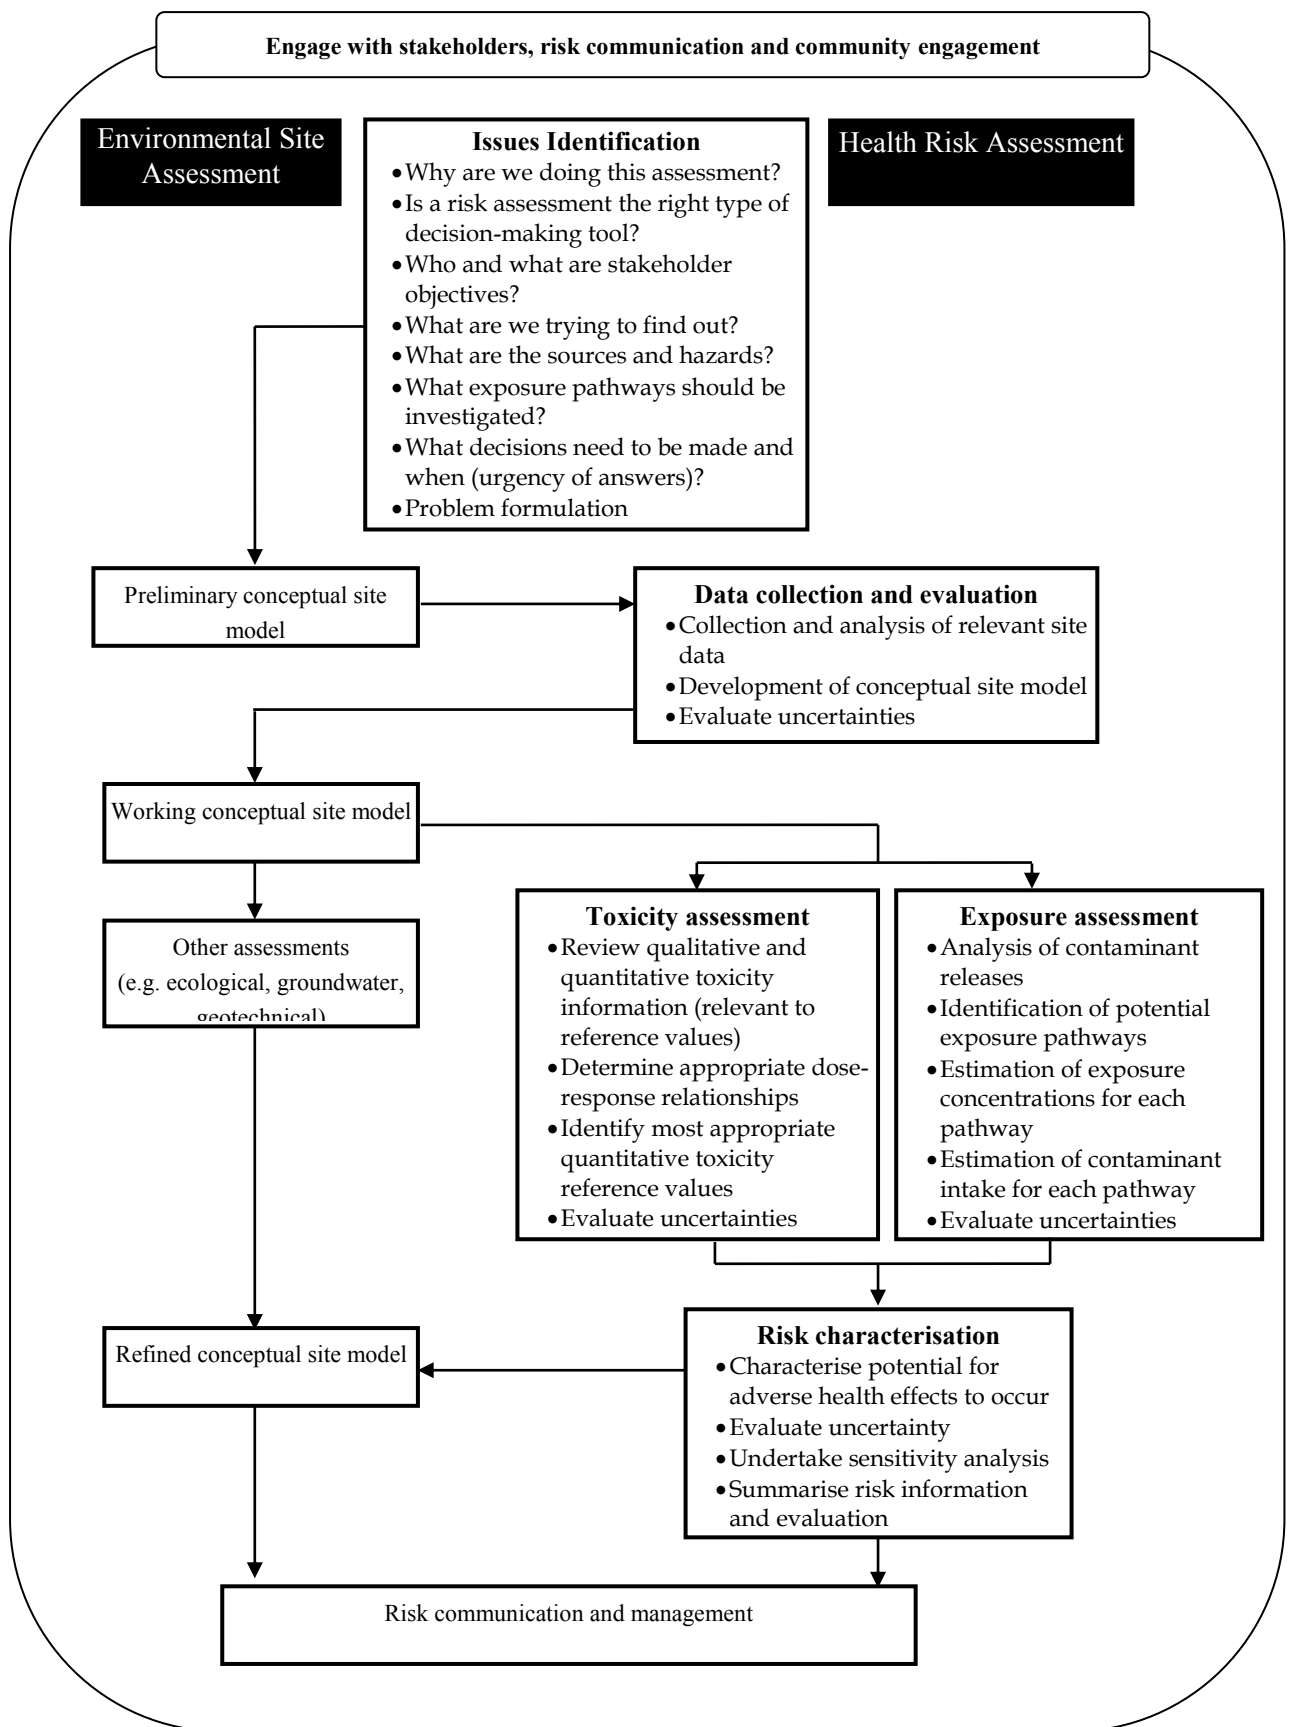 Engage with stakeholders, risk communication and community engagement
Environmental Site
Assessment
Issues Identification
•Why are we doing this assessment?
•Is a risk assessment the right type of
decision-making tool?
•Who and what are stakeholder
objectives?
•What are we trying to find out?
•What are the sources and hazards?
•What exposure pathways should be
investigated?
•What decisions need to be made and
when (urgency of answers)?
•Problem formulation
Health Risk Assessment
Preliminary conceptual site
model
Data collection and evaluation
•Collection and analysis of relevant site
data
•Development of conceptual site model
•Evaluate uncertainties
Working conceptual site model
Other assessments
(e.g. ecological, groundwater,
geotechnical)
Toxicity assessment
•Review qualitative and
quantitative toxicity
information (relevant to
reference values)
•Determine appropriate dose-
response relationships
•Identify most appropriate
quantitative toxicity
reference values
•Evaluate uncertainties
Exposure assessment
•Analysis of contaminant
releases
•Identification of potential
exposure pathways
•Estimation of exposure
concentrations for each
pathway
•Estimation of contaminant
intake for each pathway
•Evaluate uncertainties
Refined conceptual site model
Risk characterisation
•Characterise potential for
adverse health effects to occur
•Evaluate uncertainty
•Undertake sensitivity analysis
•Summarise risk information
and evaluation
Risk communication and management